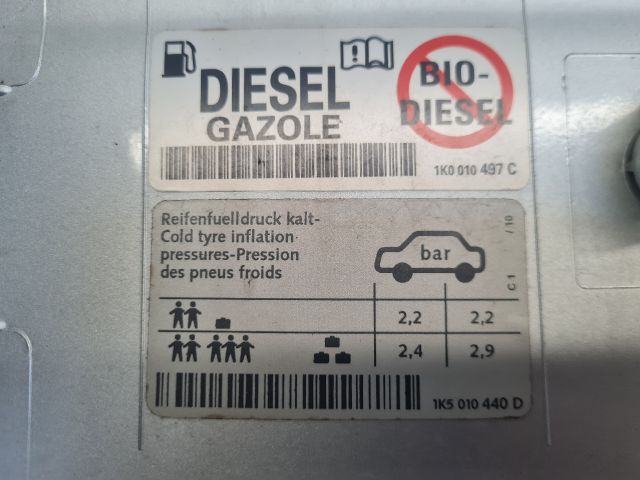 DIESEL
GAZOLE
BIO-
DIESEL
1K0 010 497 C
Reifenfuelldruck kalt-
Cold tyre inflation
pressures-Pression
des pneus froids
bar
C 1 / 10
2,2 2,2
2,4 2,9
1K5 010 440 D